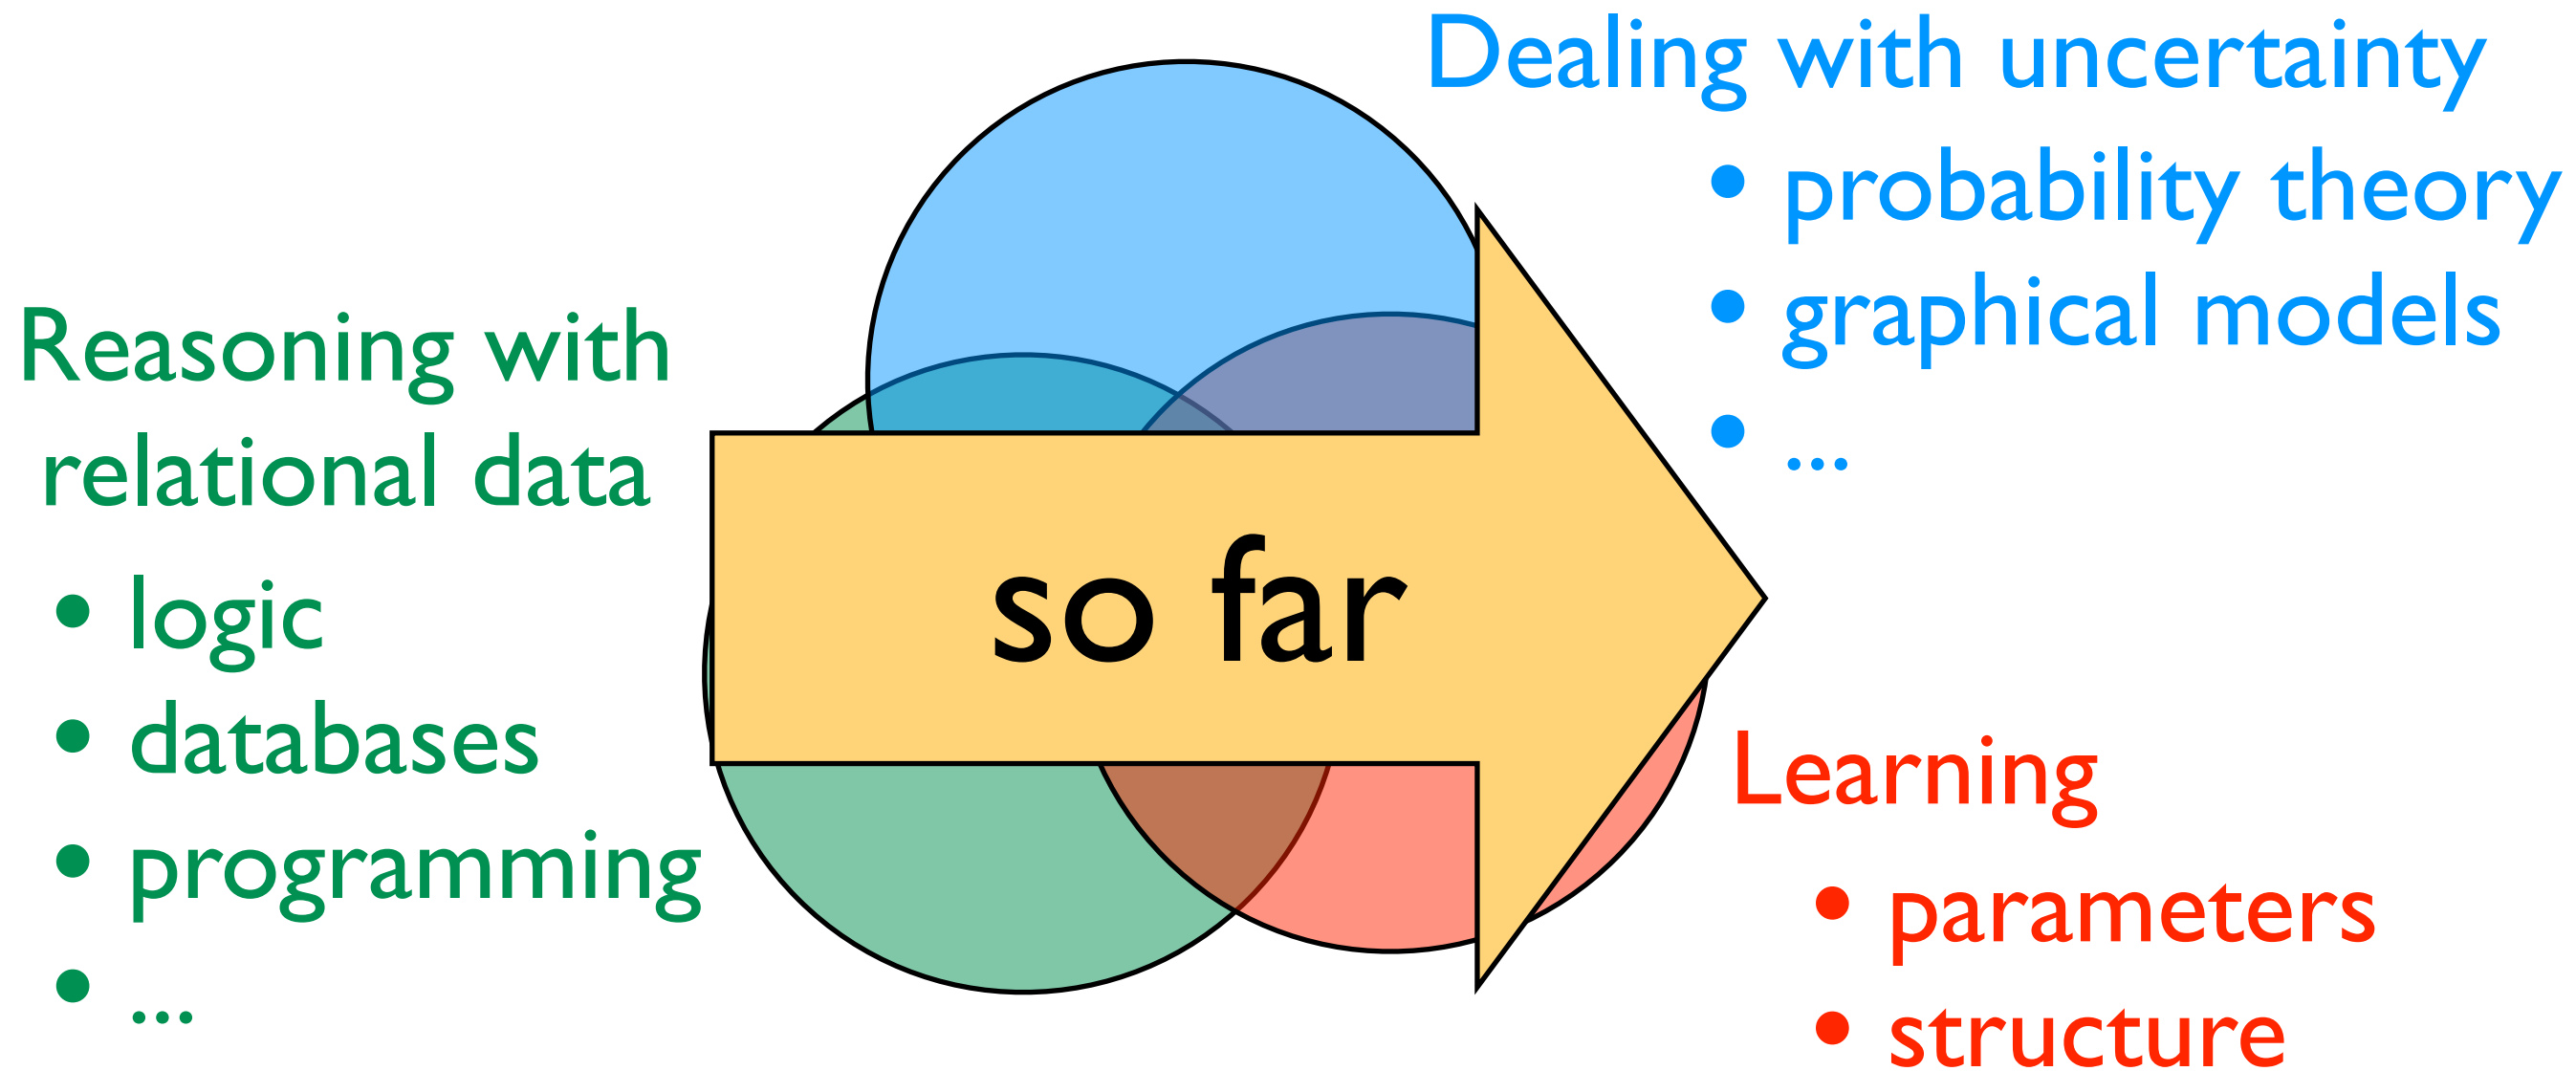 Dealing with uncertainty
• probability theory
• graphical models
• ...
Reasoning with
relational data
• logic
• databases
• programming
• ...
so far
Learning
• parameters
• structure